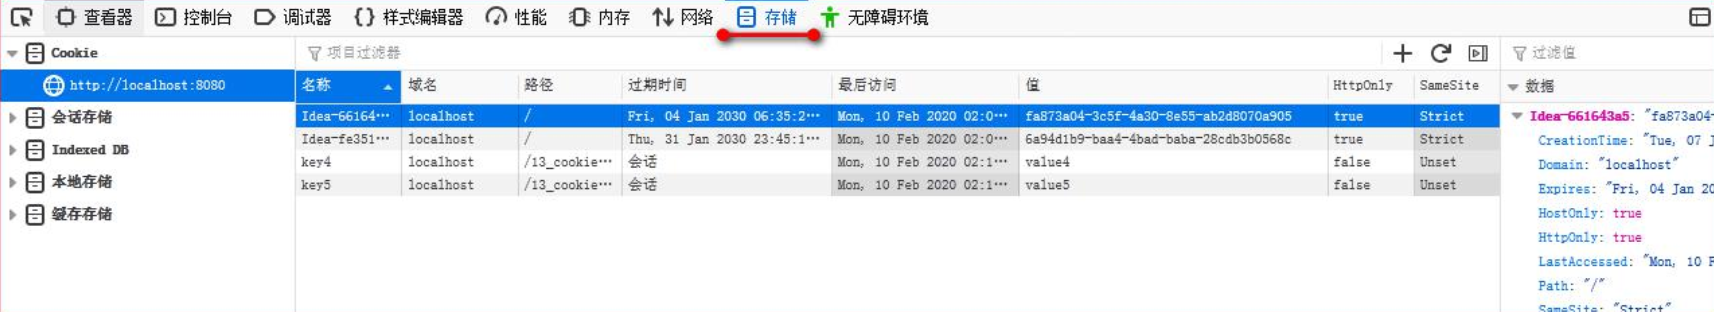 查看器 控制台 调试器 样式编辑器 性能 内存 网络 存储 无障碍环境
Cookie 项目过滤器 过滤值
http://localhost:8080 名称 域名 路径 过期时间 最后访问 值 HttpOnly SameSite 数据
会话存储 Idea-66164··· localhost / Fri, 04 Jan 2030 06:35:2··· Mon, 10 Feb 2020 02:0··· fa873a04-3c5f-4a30-8e55-ab2d8070a905 true Strict Idea-661643a5: "fa873a04-
Indexed DB Idea-fe351··· localhost / Thu, 31 Jan 2030 23:45:1··· Mon, 10 Feb 2020 02:0··· 6a94d1b9-baa4-4bad-baba-28cdb3b0568c true Strict CreationTime: "Tue, 07 J
key4 localhost /13_cookie··· 会话 Mon, 10 Feb 2020 02:1··· value4 false Unset Domain: "localhost"
本地存储 key5 localhost /13_cookie··· 会话 Mon, 10 Feb 2020 02:1··· value5 false Unset Expires: "Fri, 04 Jan 20
缓存存储 HostOnly: true
HttpOnly: true
LastAccessed: "Mon, 10 F
Path: "/"
SameSite: "Strict"